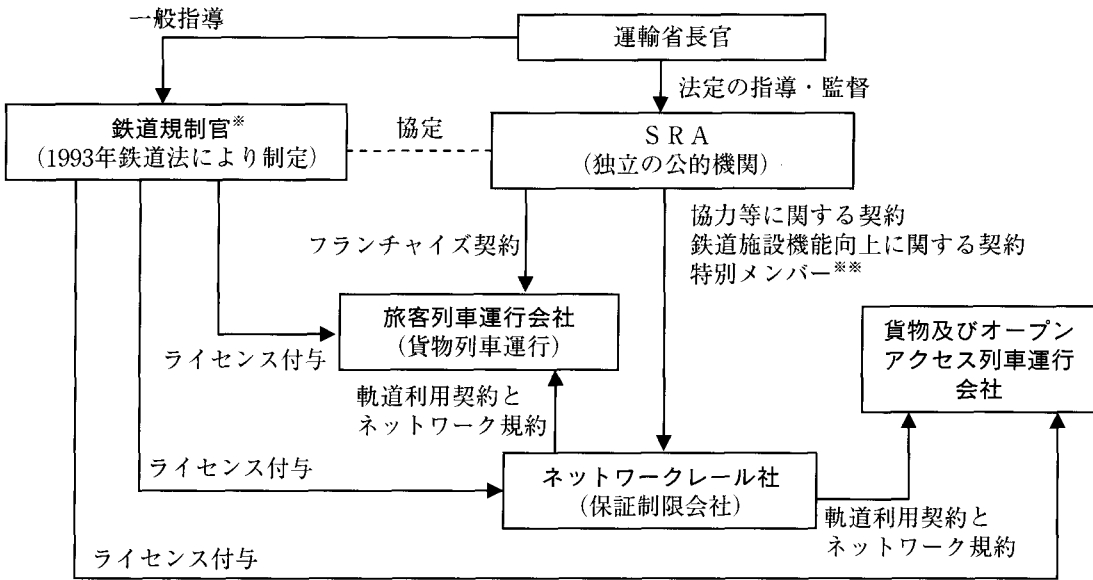 一般指導
運輸省長官
法定の指導・監督
鉄道規制官※
(1993年鉄道法により制定)
協定
SRA
(独立の公的機関)
協力等に関する契約
鉄道施設機能向上に関する契約
特別メンバー※※
フランチャイズ契約
旅客列車運行会社
(貨物列車運行)
貨物及びオープン
アクセス列車運行
会社
ライセンス付与
軌道利用契約と
ネットワーク規約
ライセンス付与
ネットワークレール社
(保証制限会社)
軌道利用契約と
ネットワーク規約
ライセンス付与